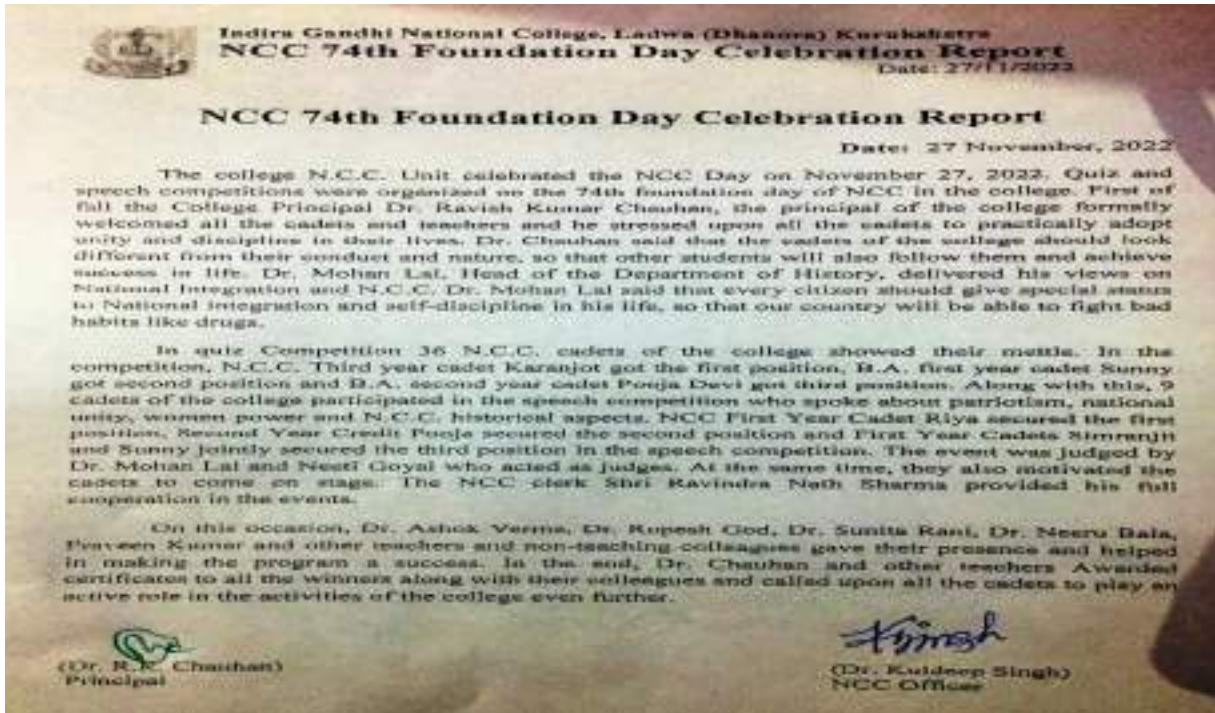 Indira Gandhi National College, Ladwa (Dhanora) Kurukshetra
NCC 74th Foundation Day Celebration Report
Date: 27/11/2022
NCC 74th Foundation Day Celebration Report
Date: 27 November, 2022
The college N.C.C. Unit celebrated the NCC Day on November 27, 2022. Quiz and
speech competitions were organized on the 74th foundation day of NCC in the college. First of
fall the College Principal Dr. Ravish Kumar Chauhan, the principal of the college formally
welcomed all the cadets and teachers and he stressed upon all the cadets to practically adopt
unity and discipline in their lives. Dr. Chauhan said that the cadets of the college should look
different from their conduct and nature, so that other students will also follow them and achieve
success in life. Dr. Mohan Lal, Head of the Department of History, delivered his views on
National Integration and N.C.C. Dr. Mohan Lal said that every citizen should give special status
to National integration and self-discipline in his life, so that our country will be able to fight bad
habits like drugs.
In quiz Competition 36 N.C.C. cadets of the college showed their mettle. In the
competition, N.C.C. Third year cadet Karanjot got the first position, B.A. first year cadet Sunny
got second position and B.A. second year cadet Pooja Devi got third position. Along with this, 9
cadets of the college participated in the speech competition who spoke about patriotism, national
unity, women power and N.C.C. historical aspects. NCC First Year Cadet Riya secured the first
position, Second Year Credit Pooja secured the second position and First Year Cadets Simranjit
and Sunny jointly secured the third position in the speech competition. The event was judged by
Dr. Mohan Lal and Neeti Goyal who acted as judges. At the same time, they also motivated the
cadets to come on stage. The NCC clerk Shri Ravindra Nath Sharma provided his full
cooperation in the events.
On this occasion, Dr. Ashok Verma, Dr. Rupesh God, Dr. Sunita Rani, Dr. Neeru Bala,
Praveen Kumar and other teachers and non-teaching colleagues gave their presence and helped
in making the program a success. In the end, Dr. Chauhan and other teachers Awarded
certificates to all the winners along with their colleagues and called upon all the cadets to play an
active role in the activities of the college even further.
(Dr. R.K. Chauhan)
Principal
(Dr. Kuldeep Singh)
NCC Officer